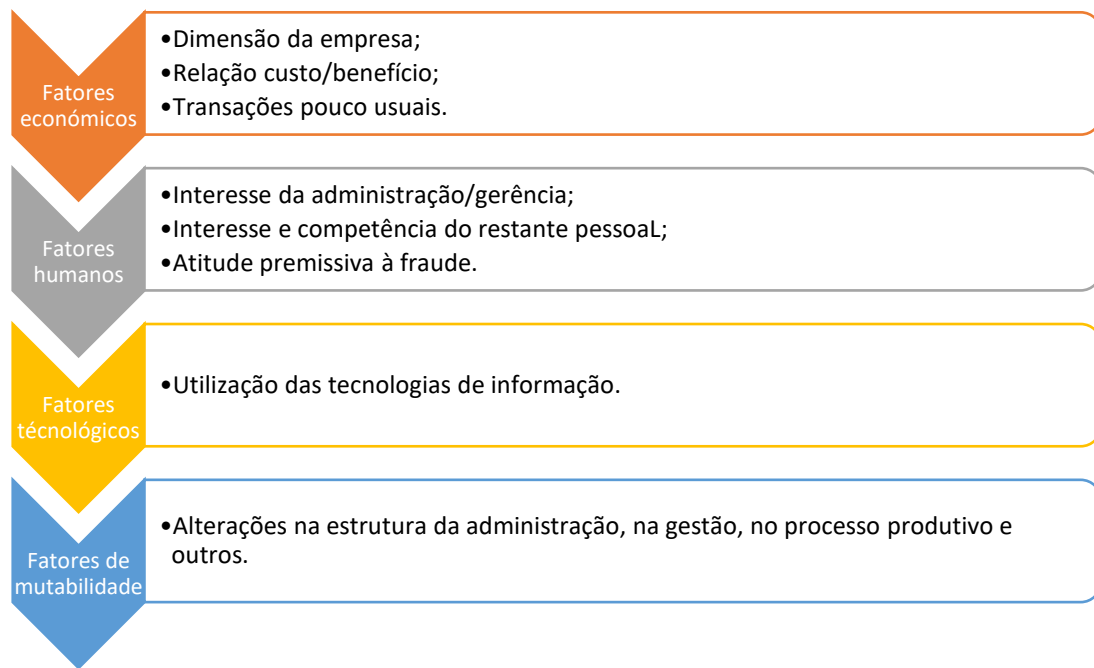 Fatores
económicos
•Dimensão da empresa;
•Relação custo/benefício;
•Transações pouco usuais.
Fatores
humanos
•Interesse da administração/gerência;
•Interesse e competência do restante pessoaL;
•Atitude premissiva à fraude.
Fatores
técnológicos
•Utilização das tecnologias de informação.
Fatores de
mutabilidade
•Alterações na estrutura da administração, na gestão, no processo produtivo e
outros.